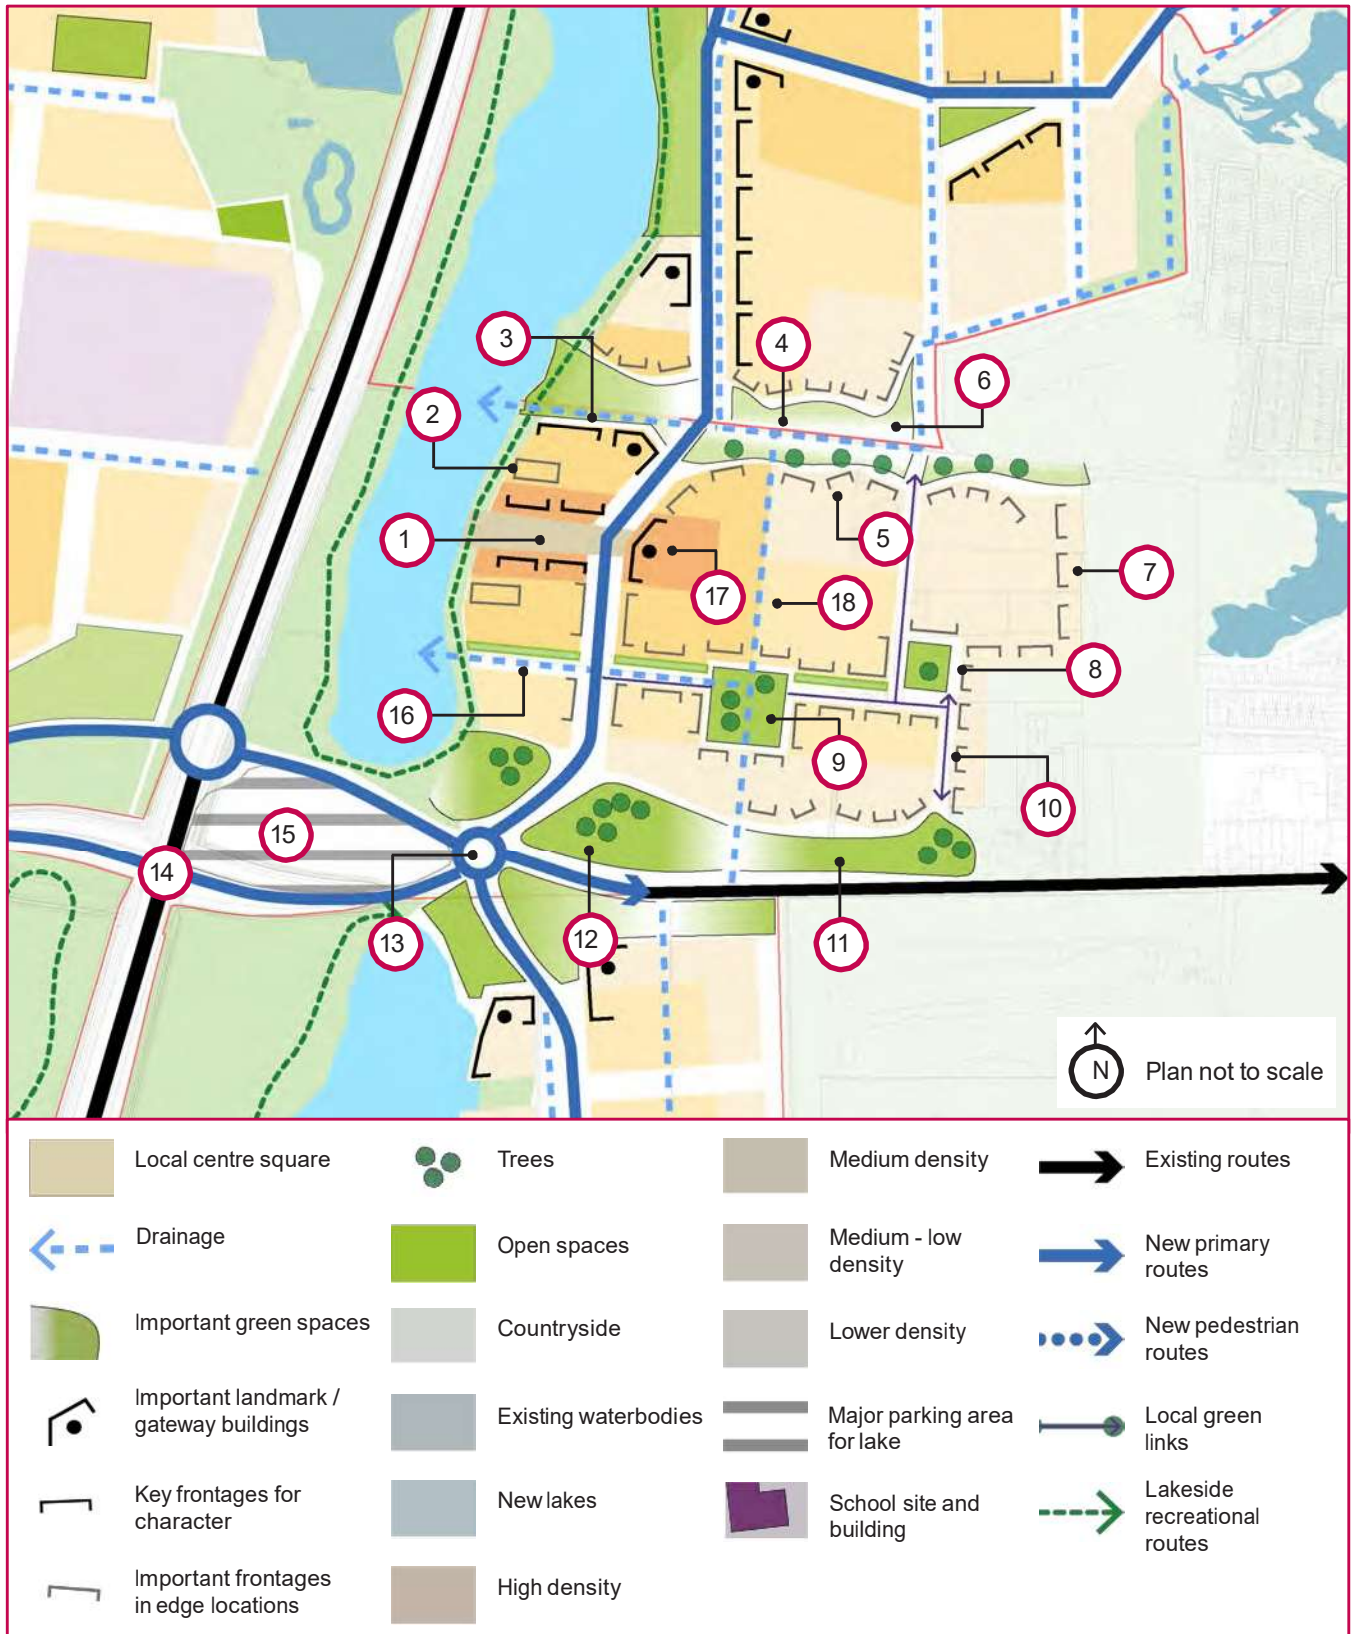 3
4
6
2
5
1
7
17
18
8
16
9
10
15
14
13
12
11
N
Plan not to scale
Local centre square
Drainage
Important green spaces
Important landmark /
gateway buildings
Key frontages for
character
Important frontages
in edge locations
Trees
Open spaces
Countryside
Existing waterbodies
New lakes
High density
Medium density
Medium - low
density
Lower density
Major parking area
for lake
School site and
building
Existing routes
New primary
routes
New pedestrian
routes
Local green
links
Lakeside
recreational
routes